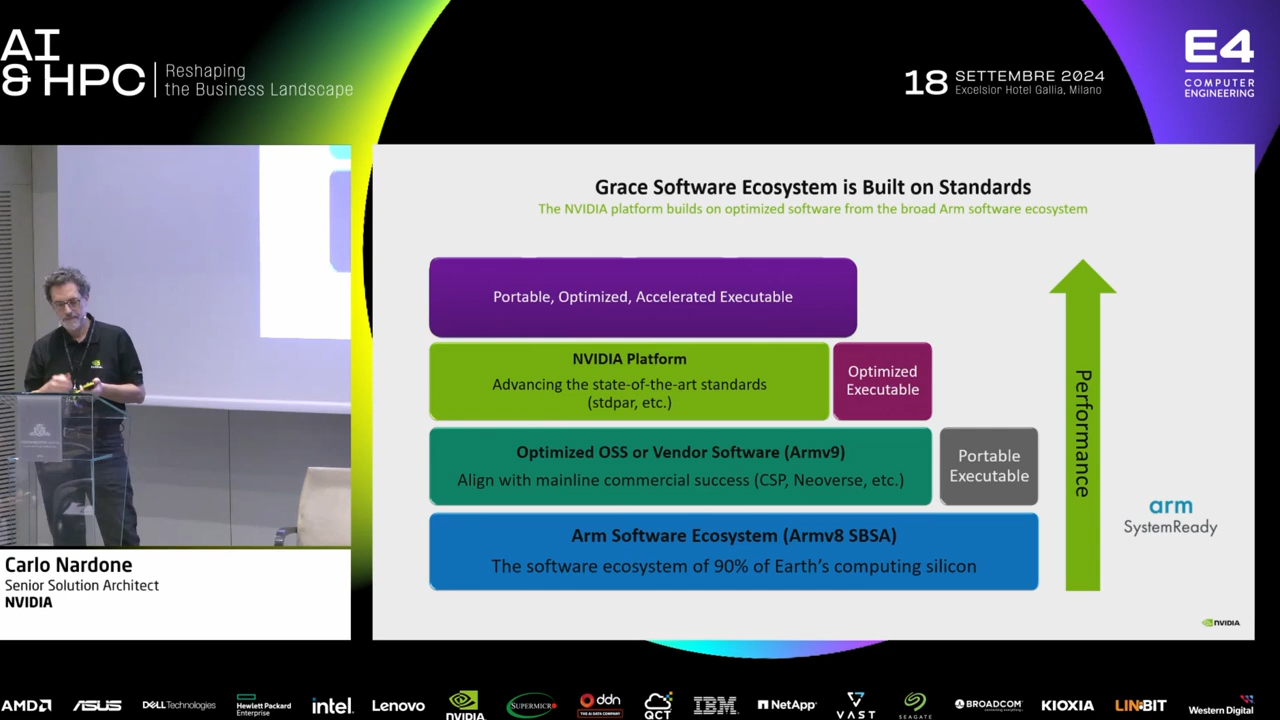 AI
& HPC
Reshaping
the Business Landscape
18 SETTEMBRE 2024
Excelsior Hotel Gallia, Milano
E4
COMPUTER
ENGINEERING
Grace Software Ecosystem is Built on Standards
The NVIDIA platform builds on optimized software from the broad Arm software ecosystem
Portable, Optimized, Accelerated Executable
NVIDIA Platform
Advancing the state-of-the-art standards
(stdpar, etc.)
Optimized
Executable
Optimized OSS or Vendor Software (Armv9)
Align with mainline commercial success (CSP, Neoverse, etc.)
Portable
Executable
Arm Software Ecosystem (Armv8 SBSA)
The software ecosystem of 90% of Earth's computing silicon
Performance
arm
SystemReady
NVIDIA.
Carlo Nardone
Senior Solution Architect
NVIDIA
AMD
ASUS
DELL Technologies
Hewlett Packard
Enterprise
intel.
Lenovo
NVIDIA
SUPERMICRO
ddn
THE AI DATA COMPANY
QCT
IBM
NetApp
VAST
SEAGATE
BROADCOM
KIOXIA
LINBIT
Western Digital